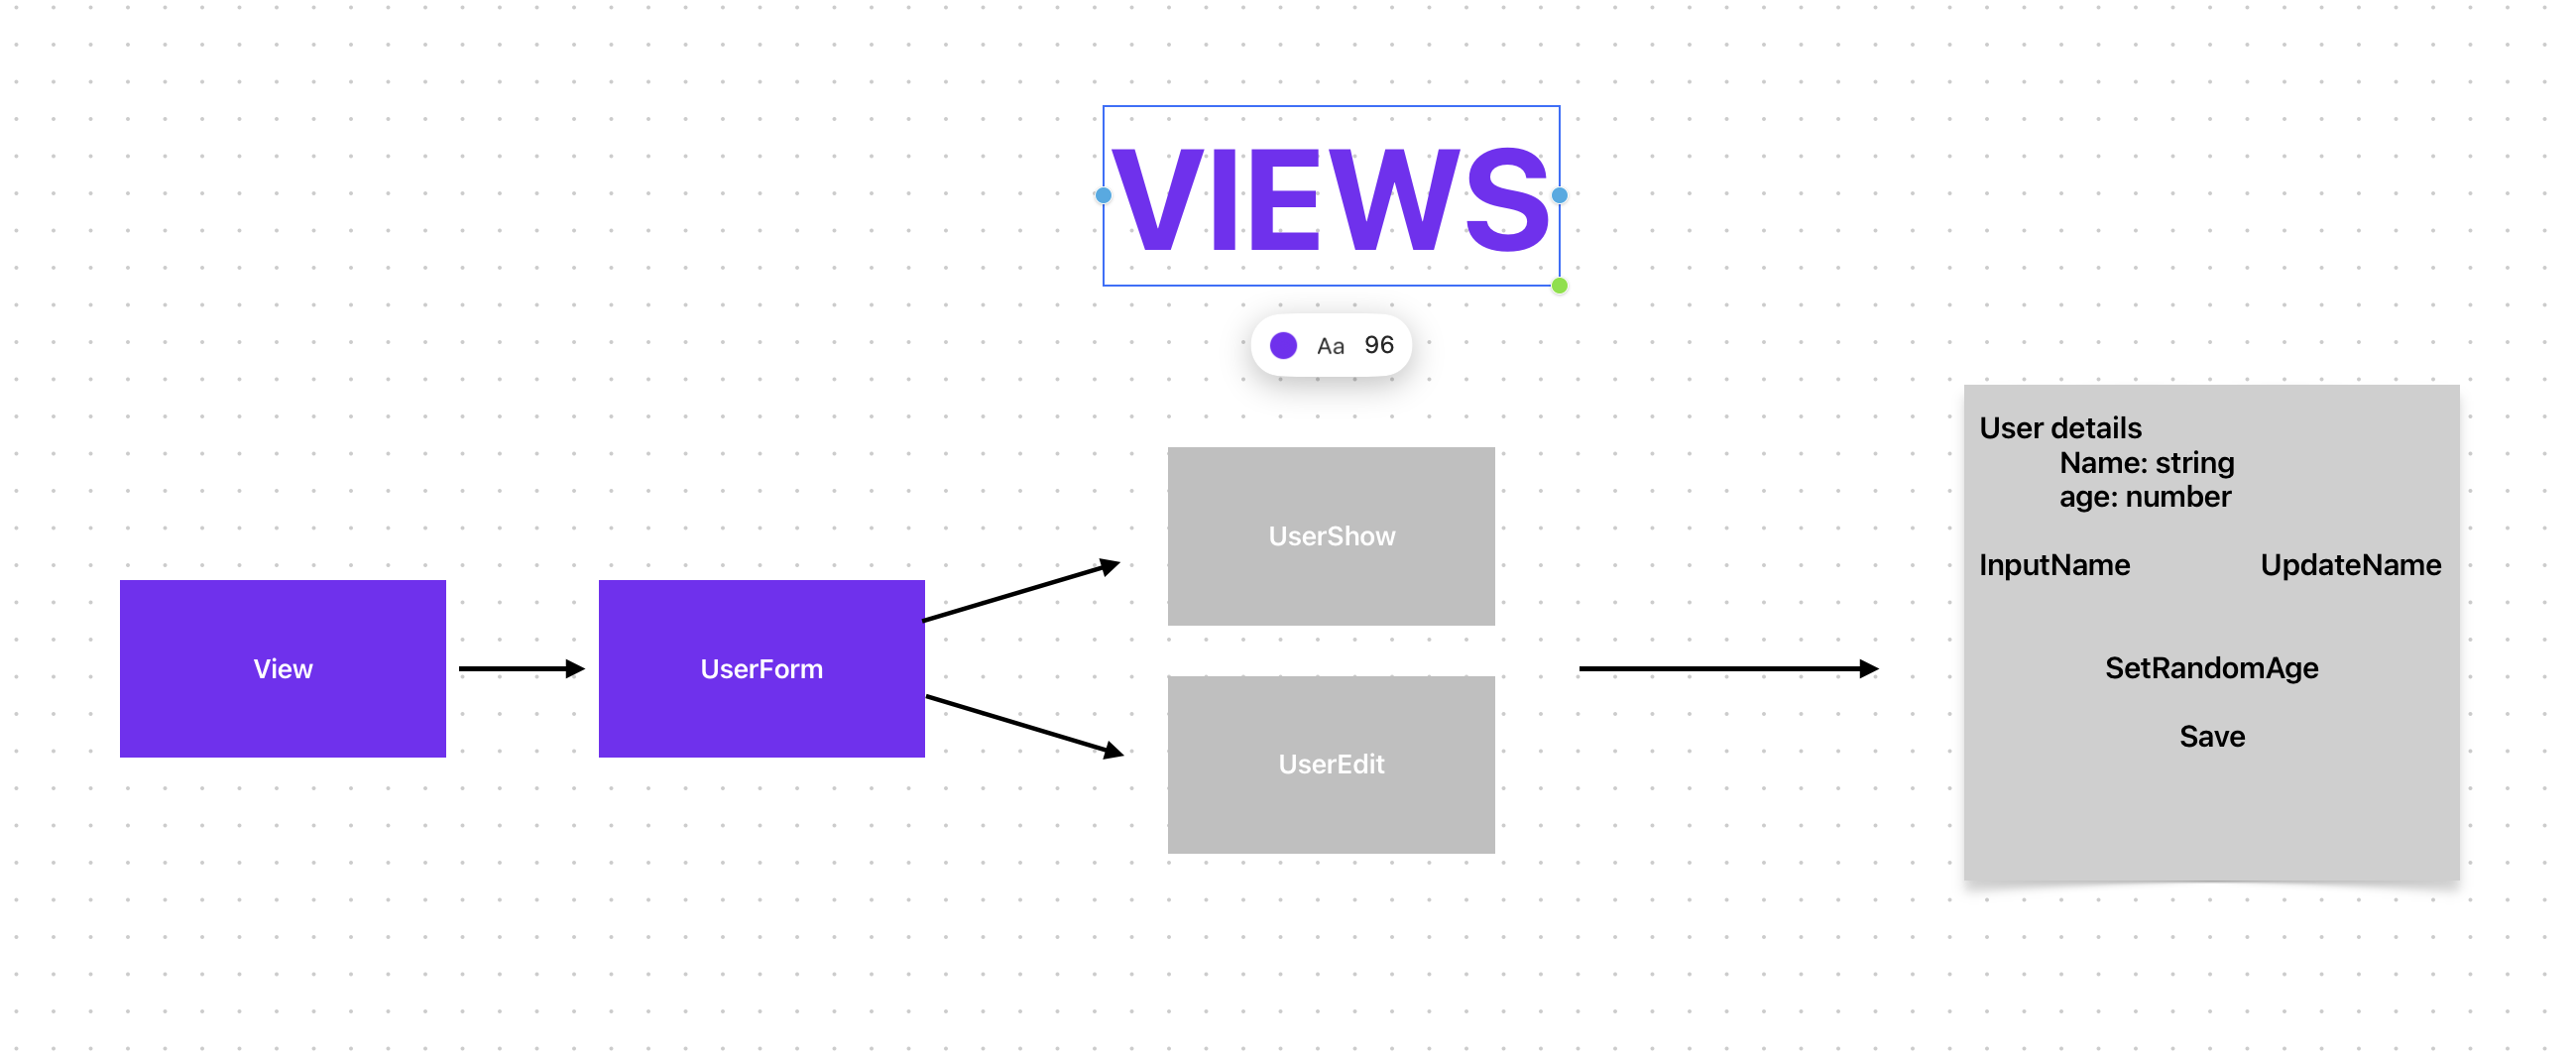 VIEWS
Aa 96
View
UserForm
UserShow
UserEdit
User details
Name: string
age: number
InputName UpdateName
SetRandomAge
Save